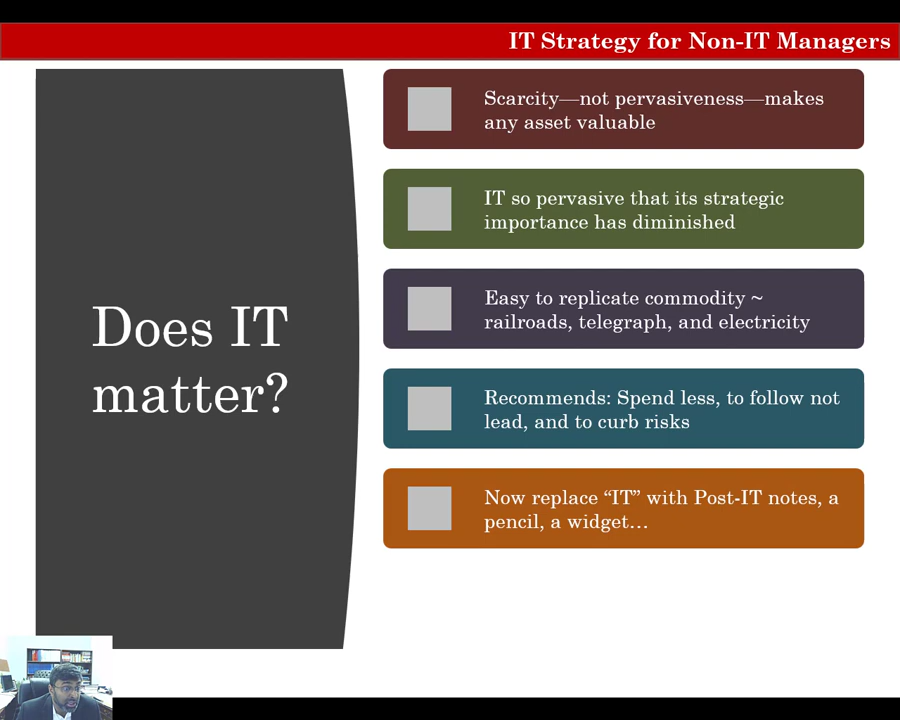 IT Strategy for Non-IT Managers
Does IT
matter?
Scarcity—not pervasiveness—makes
any asset valuable
IT so pervasive that its strategic
importance has diminished
Easy to replicate commodity ~
railroads, telegraph, and electricity
Recommends: Spend less, to follow not
lead, and to curb risks
Now replace “IT” with Post-IT notes, a
pencil, a widget…